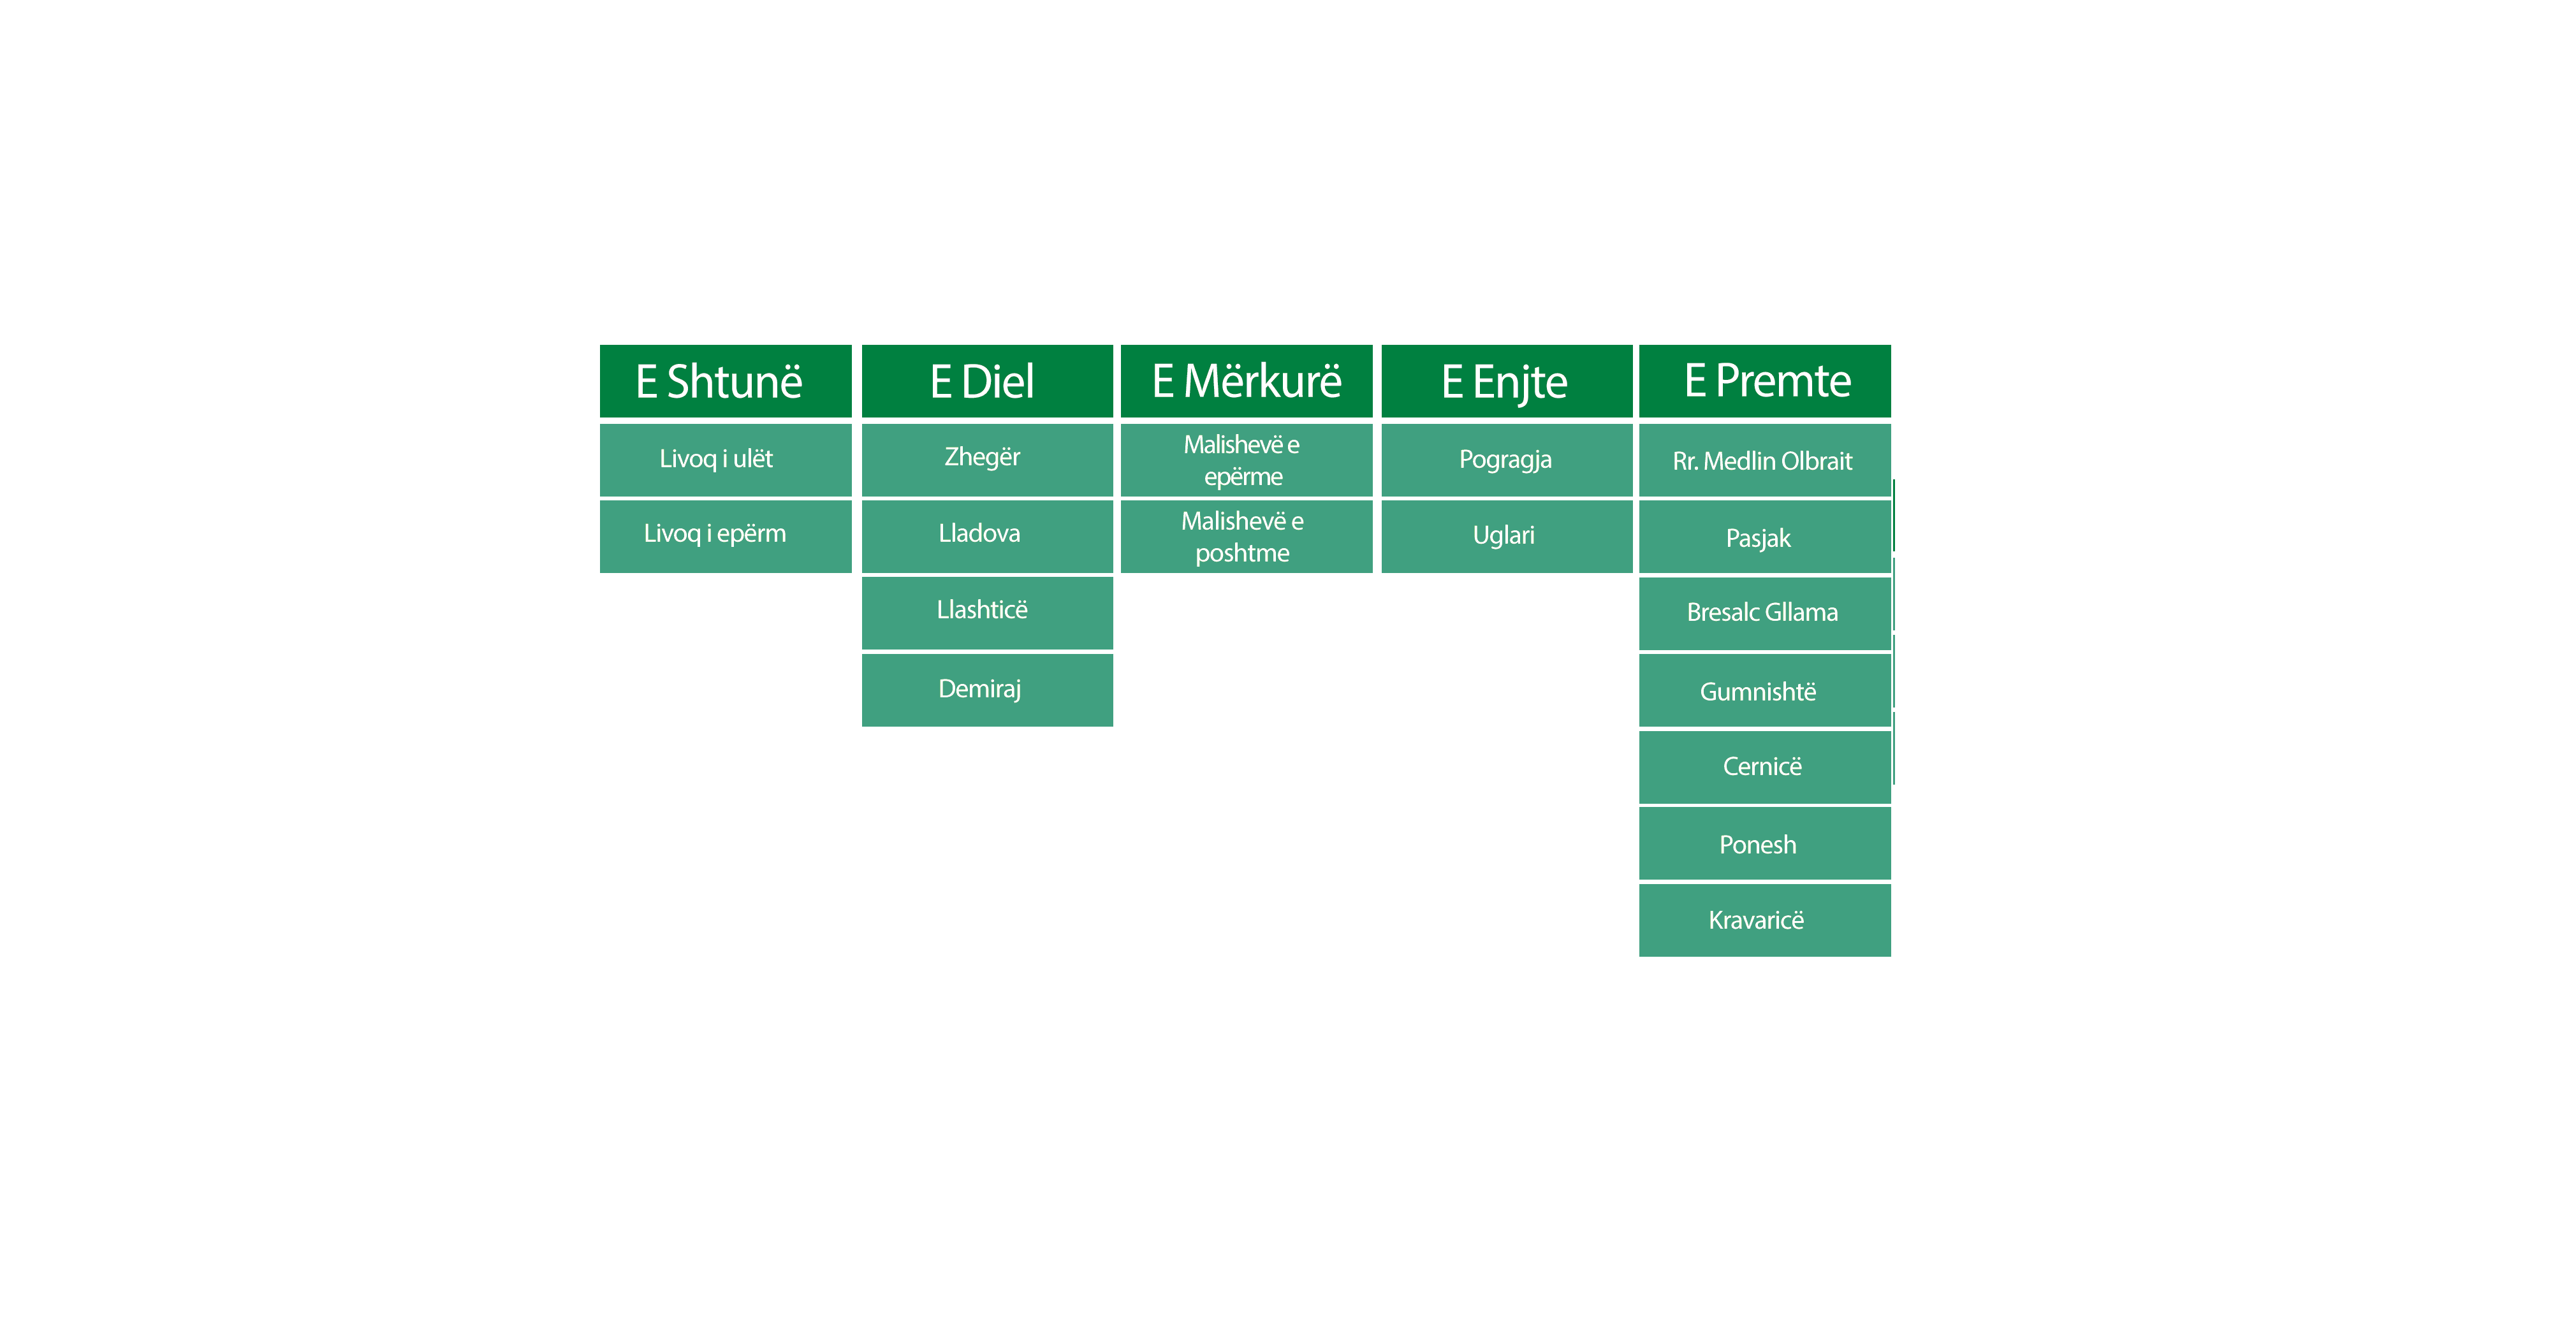 E Shtunë
E Diel
E Mërkurë
E Enjte
E Premte
Livoq i ulët
Zhegër
Malishevë e
epërme
Pogragja
Rr. Medlin Olbrait
Livoq i epërm
Lladova
Malishevë e
poshtme
Uglari
Pasjak
Llashticë
Bresalc Gllama
Demiraj
Gumnishtë
Cernicë
Ponesh
Kravaricë